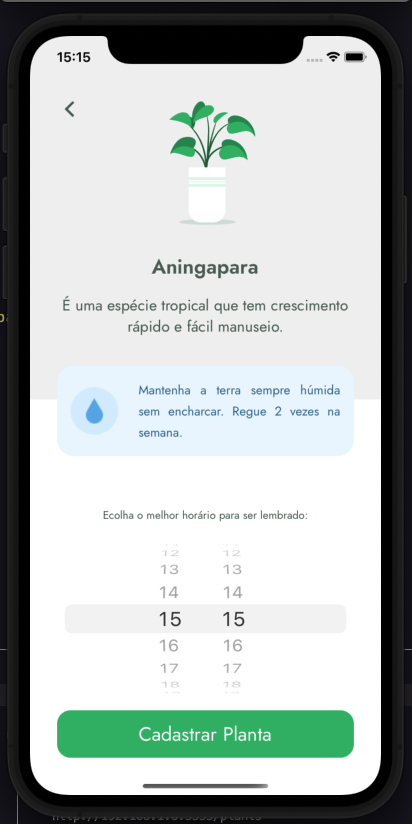 15:15
Aningapara
É uma espécie tropical que tem crescimento
rápido e fácil manuseio.
Mantenha a terra sempre húmida
sem encharcar. Regue 2 vezes na
semana.
Ecolha o melhor horário para ser lembrado:
12 12
13 13
14 14
15 15
16 16
17 17
18 18
Cadastrar Planta